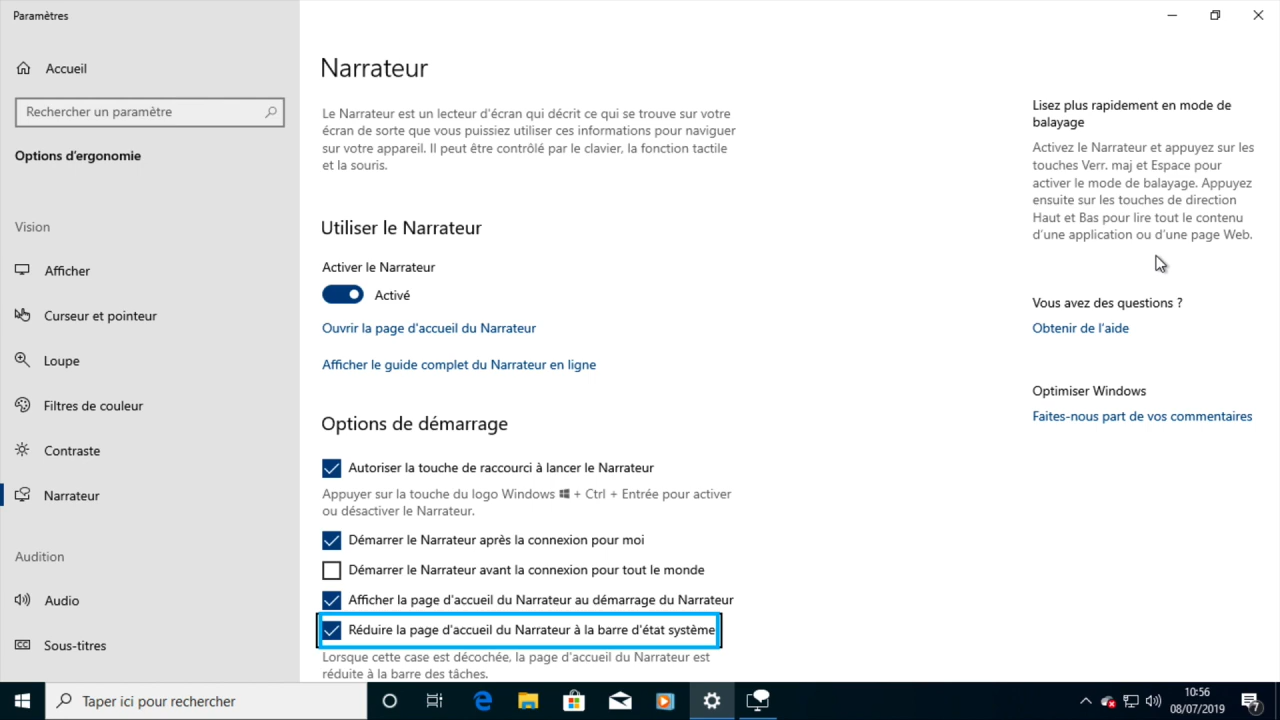 Paramètres
Accueil
Rechercher un paramètre
Options d'ergonomie
Vision
Afficher
Curseur et pointeur
Loupe
Filtres de couleur
Contraste
Narrateur
Audition
Audio
Sous-titres
Narrateur
Le Narrateur est un lecteur d'écran qui décrit ce qui se trouve sur votre
écran de sorte que vous puissiez utiliser ces informations pour naviguer
sur votre appareil. Il peut être contrôlé par le clavier, la fonction tactile
et la souris.
Utiliser le Narrateur
Activer le Narrateur
Activé
Ouvrir la page d'accueil du Narrateur
Afficher le guide complet du Narrateur en ligne
Options de démarrage
Autoriser la touche de raccourci à lancer le Narrateur
Appuyer sur la touche du logo Windows + Ctrl + Entrée pour activer
ou désactiver le Narrateur.
Démarrer le Narrateur après la connexion pour moi
Démarrer le Narrateur avant la connexion pour tout le monde
Afficher la page d'accueil du Narrateur au démarrage du Narrateur
Réduire la page d'accueil du Narrateur à la barre d'état système
Lorsque cette case est décochée, la page d'accueil du Narrateur est
réduite à la barre des tâches.
Lisez plus rapidement en mode de
balayage
Activez le Narrateur et appuyez sur les
touches Verr. maj et Espace pour
activer le mode de balayage. Appuyez
ensuite sur les touches de direction
Haut et Bas pour lire tout le contenu
d'une application ou d'une page Web.
Vous avez des questions ?
Obtenir de l'aide
Optimiser Windows
Faites-nous part de vos commentaires
Taper ici pour rechercher
10:56
08/07/2019
7